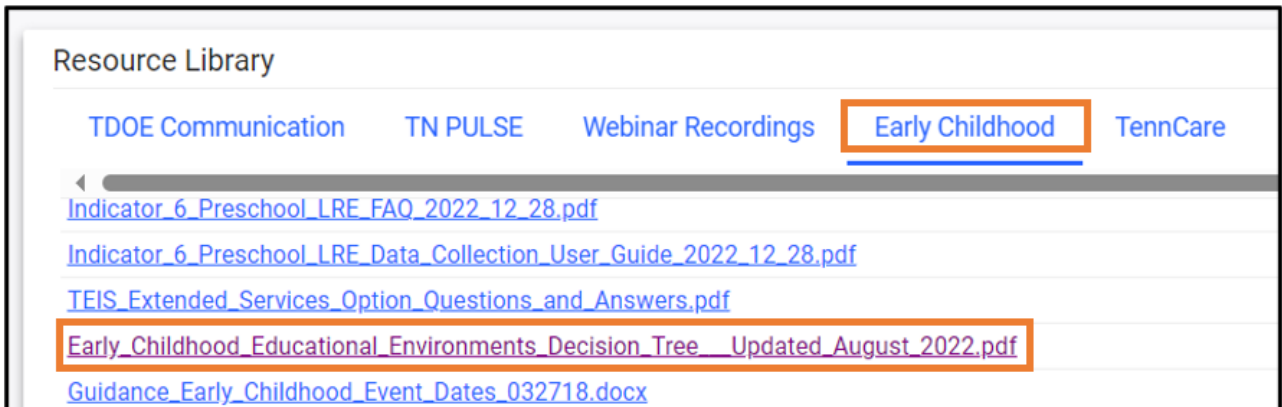 Resource Library
TDOE Communication TN PULSE Webinar Recordings Early Childhood TennCare
Indicator_6_Preschool_LRE_FAQ_2022_12_28.pdf
Indicator_6_Preschool_LRE_Data_Collection_User_Guide_2022_12_28.pdf
TEIS_Extended_Services_Option_Questions_and_Answers.pdf
Early_Childhood_Educational_Environments_Decision_Tree___Updated_August_2022.pdf
Guidance_Early_Childhood_Event_Dates_032718.docx